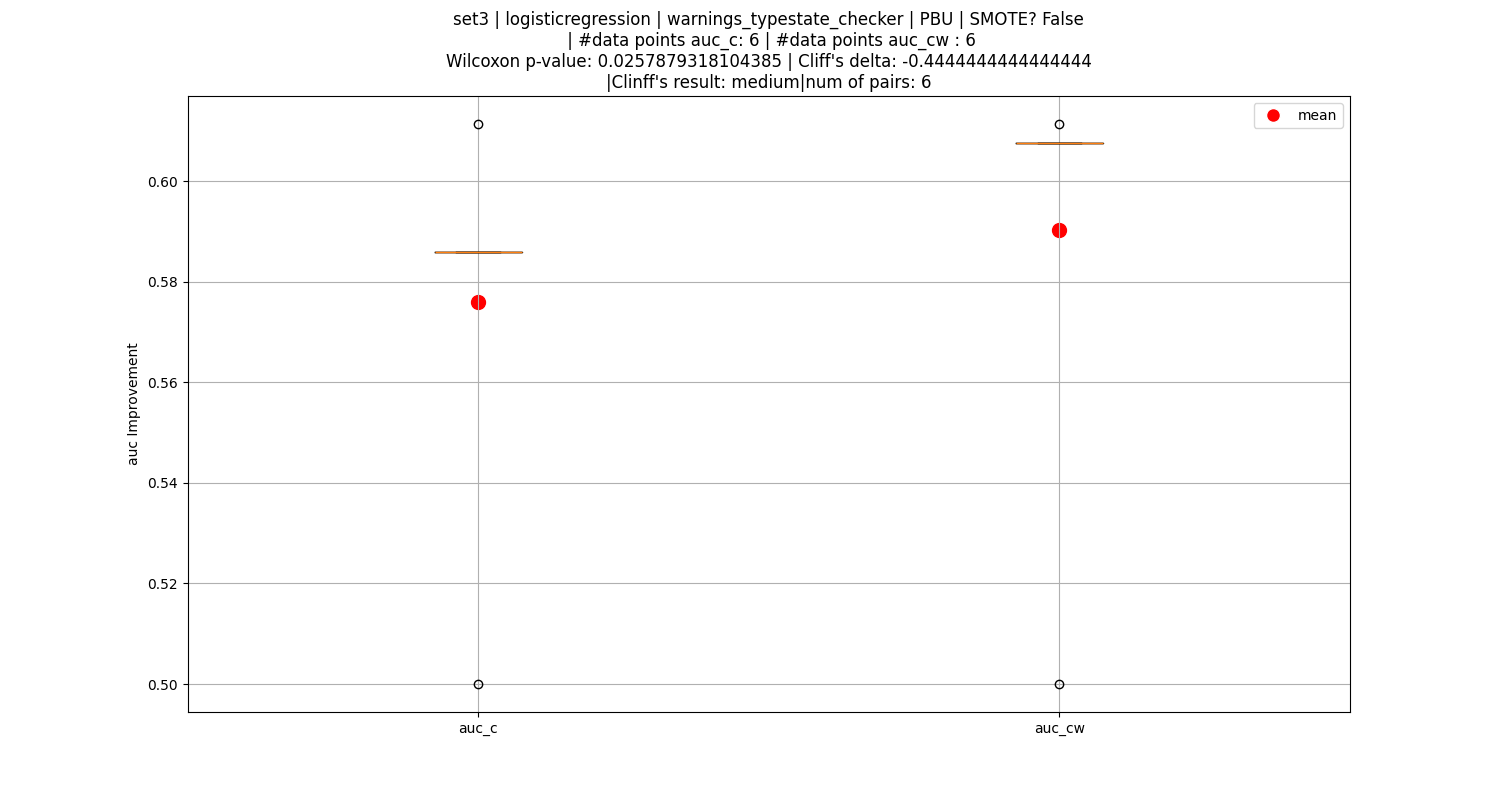 set3 | logisticregression | warnings_typestate_checker | PBU | SMOTE? False
| #data points auc_c: 6 | #data points auc_cw : 6
Wilcoxon p-value: 0.0257879318104385 | Cliff's delta: -0.4444444444444444
|Clinff's result: medium|num of pairs: 6
mean
0.60
0.58
0.56
0.54
0.52
0.50
auc Improvement
auc_c
auc_cw